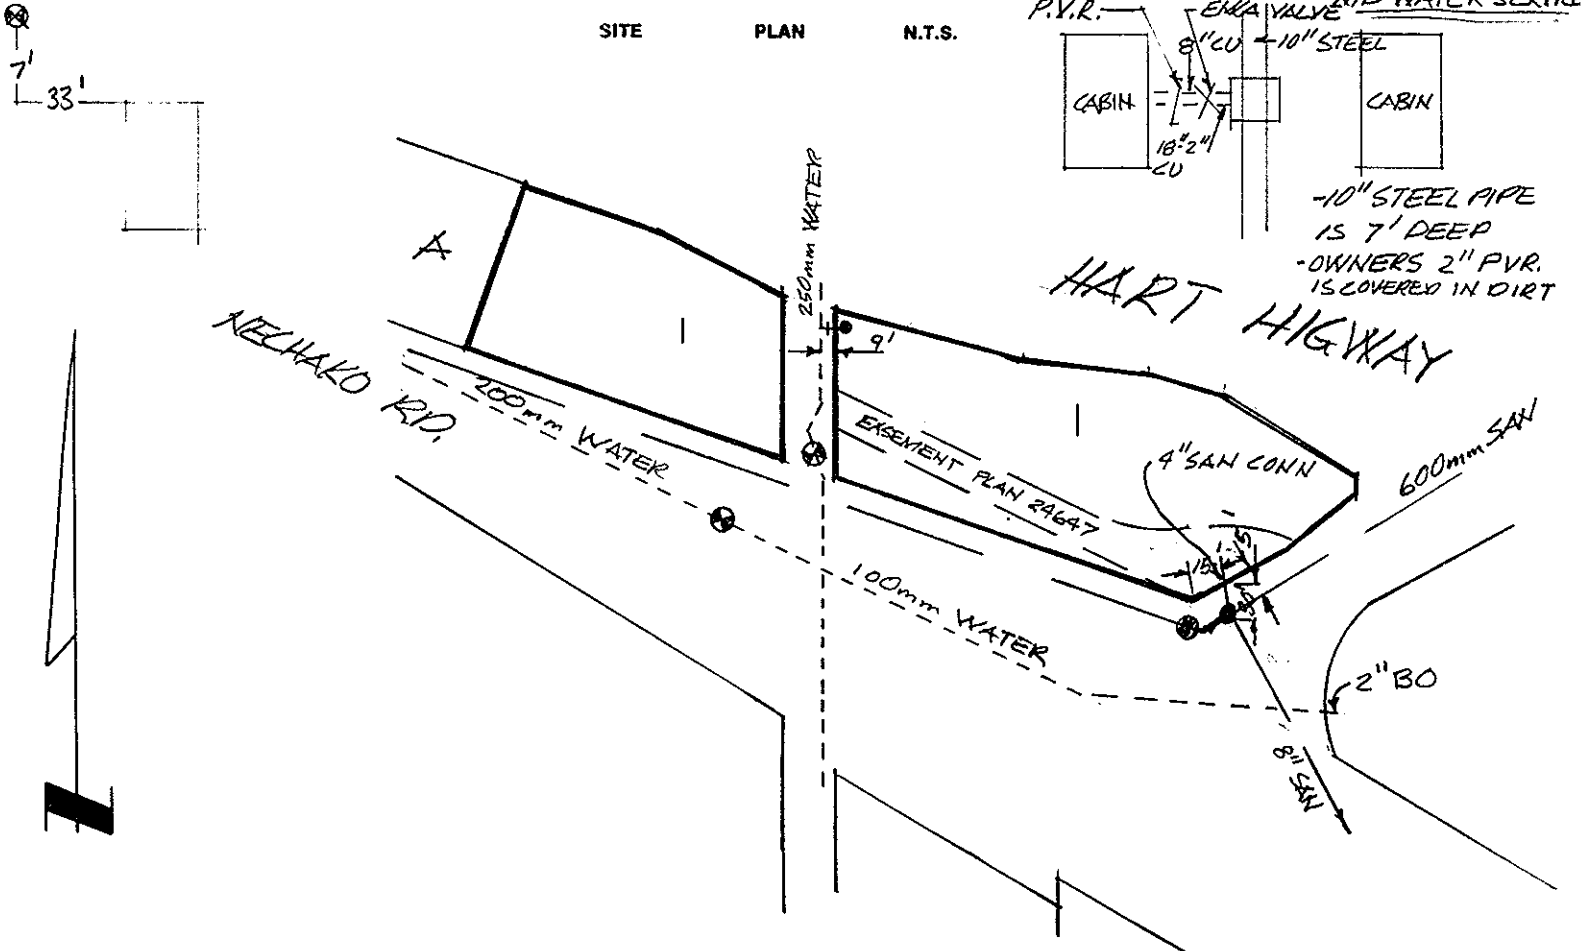 SITE PLAN N.T.S.
P.V.R.
VALVE
WATER
8" CU
10" STEEL
7'
33'
CABIN
CABIN
18'-2"
CU
-10" STEEL PIPE
IS 7' DEEP
-OWNERS 2" PVR.
IS COVERED IN DIRT
250mm WATER
A
HART HIGWAY
NECHAKO RD.
1
9'
200mm WATER
1
EASEMENT PLAN 24647
4" SAN CONN
600mm SAN
15'
5'
100mm WATER
2" BO
8" SAN